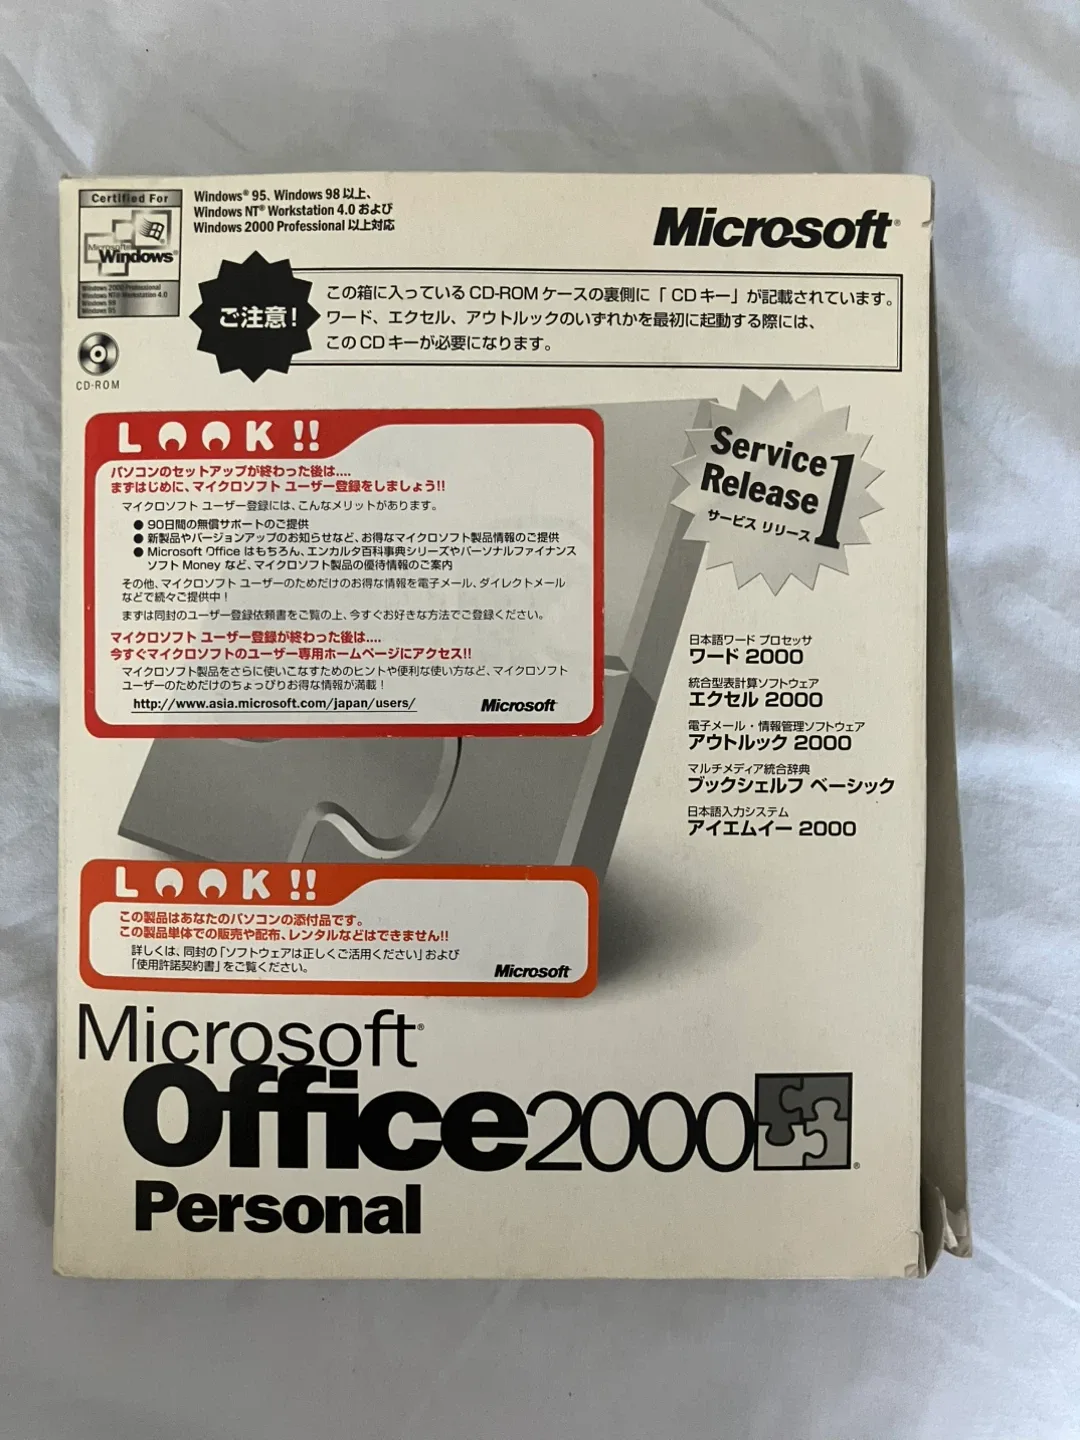 Certified For
Microsoft
Windows®
Windows 2000 Professional
Windows NT® Workstation 4.0
Windows 98
Windows 95
Windows® 95、Windows 98 以上、
Windows NT® Workstation 4.0 および
Windows 2000 Professional 以上対応
Microsoft®
CD-ROM
ご注意!
この箱に入っている CD-ROM ケースの裏側に「 CD キー」が記載されています。
ワード、エクセル、アウトルックのいずれかを最初に起動する際には、
この CD キーが必要になります。
LOOK!!
パソコンのセットアップが終わった後は....
まずはじめに、マイクロソフト ユーザー登録をしましょう!!
マイクロソフト ユーザー登録には、こんなメリットがあります。
● 90日間の無償サポートのご提供
● 新製品やバージョンアップのお知らせなど、お得なマイクロソフト製品情報のご提供
● Microsoft Office はもちろん、エンカルタ百科事典シリーズやパーソナルファイナンス
ソフト Money など、マイクロソフト製品の優待情報のご案内
その他、マイクロソフト ユーザーのためだけのお得な情報を電子メール、ダイレクトメール
などで続々ご提供中!
まずは同封のユーザー登録依頼書をご覧の上、今すぐお好きな方法でご登録ください。
マイクロソフト ユーザー登録が終わった後は....
今すぐマイクロソフトのユーザー専用ホームページにアクセス!!
マイクロソフト製品をさらに使いこなすためのヒントや便利な使い方など、マイクロソフト
ユーザーのためだけのちょっぴりお得な情報が満載!
http://www.asia.microsoft.com/japan/users/
Microsoft
Service
Release 1
サービス リリース
日本語ワード プロセッサ
ワード 2000
統合型表計算ソフトウェア
エクセル 2000
電子メール・情報管理ソフトウェア
アウトルック 2000
マルチメディア統合辞典
ブックシェルフ ベーシック
日本語入力システム
アイエムイー 2000
LOOK!!
この製品はあなたのパソコンの添付品です。
この製品単体での販売や配布、レンタルなどはできません!!
詳しくは、同封の「ソフトウェアは正しくご活用ください」および
「使用許諾契約書」をご覧ください。
Microsoft
Microsoft®
Office 2000
Personal